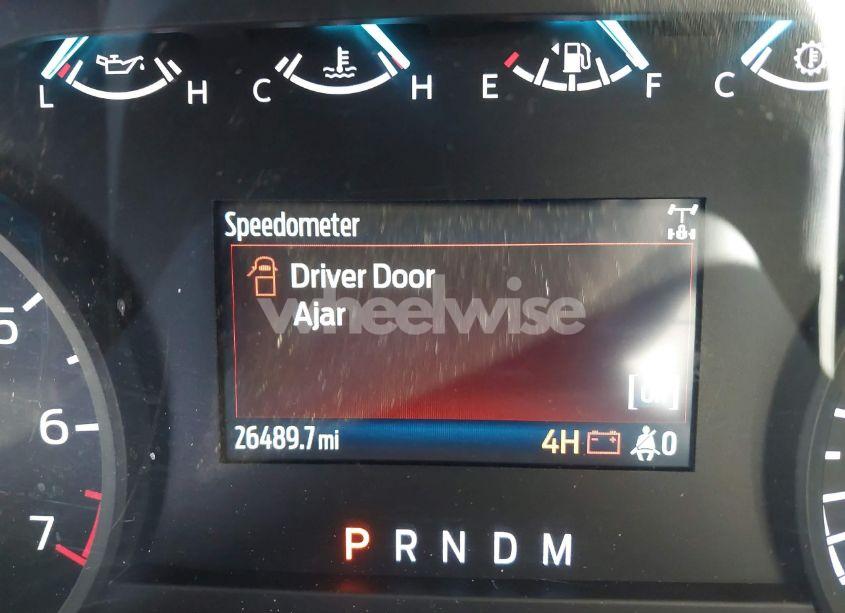 L H C H E F C
Speedometer
Driver Door
Ajar
wheelwise
5
6
7
26489.7 mi 4H 0
P R N D M